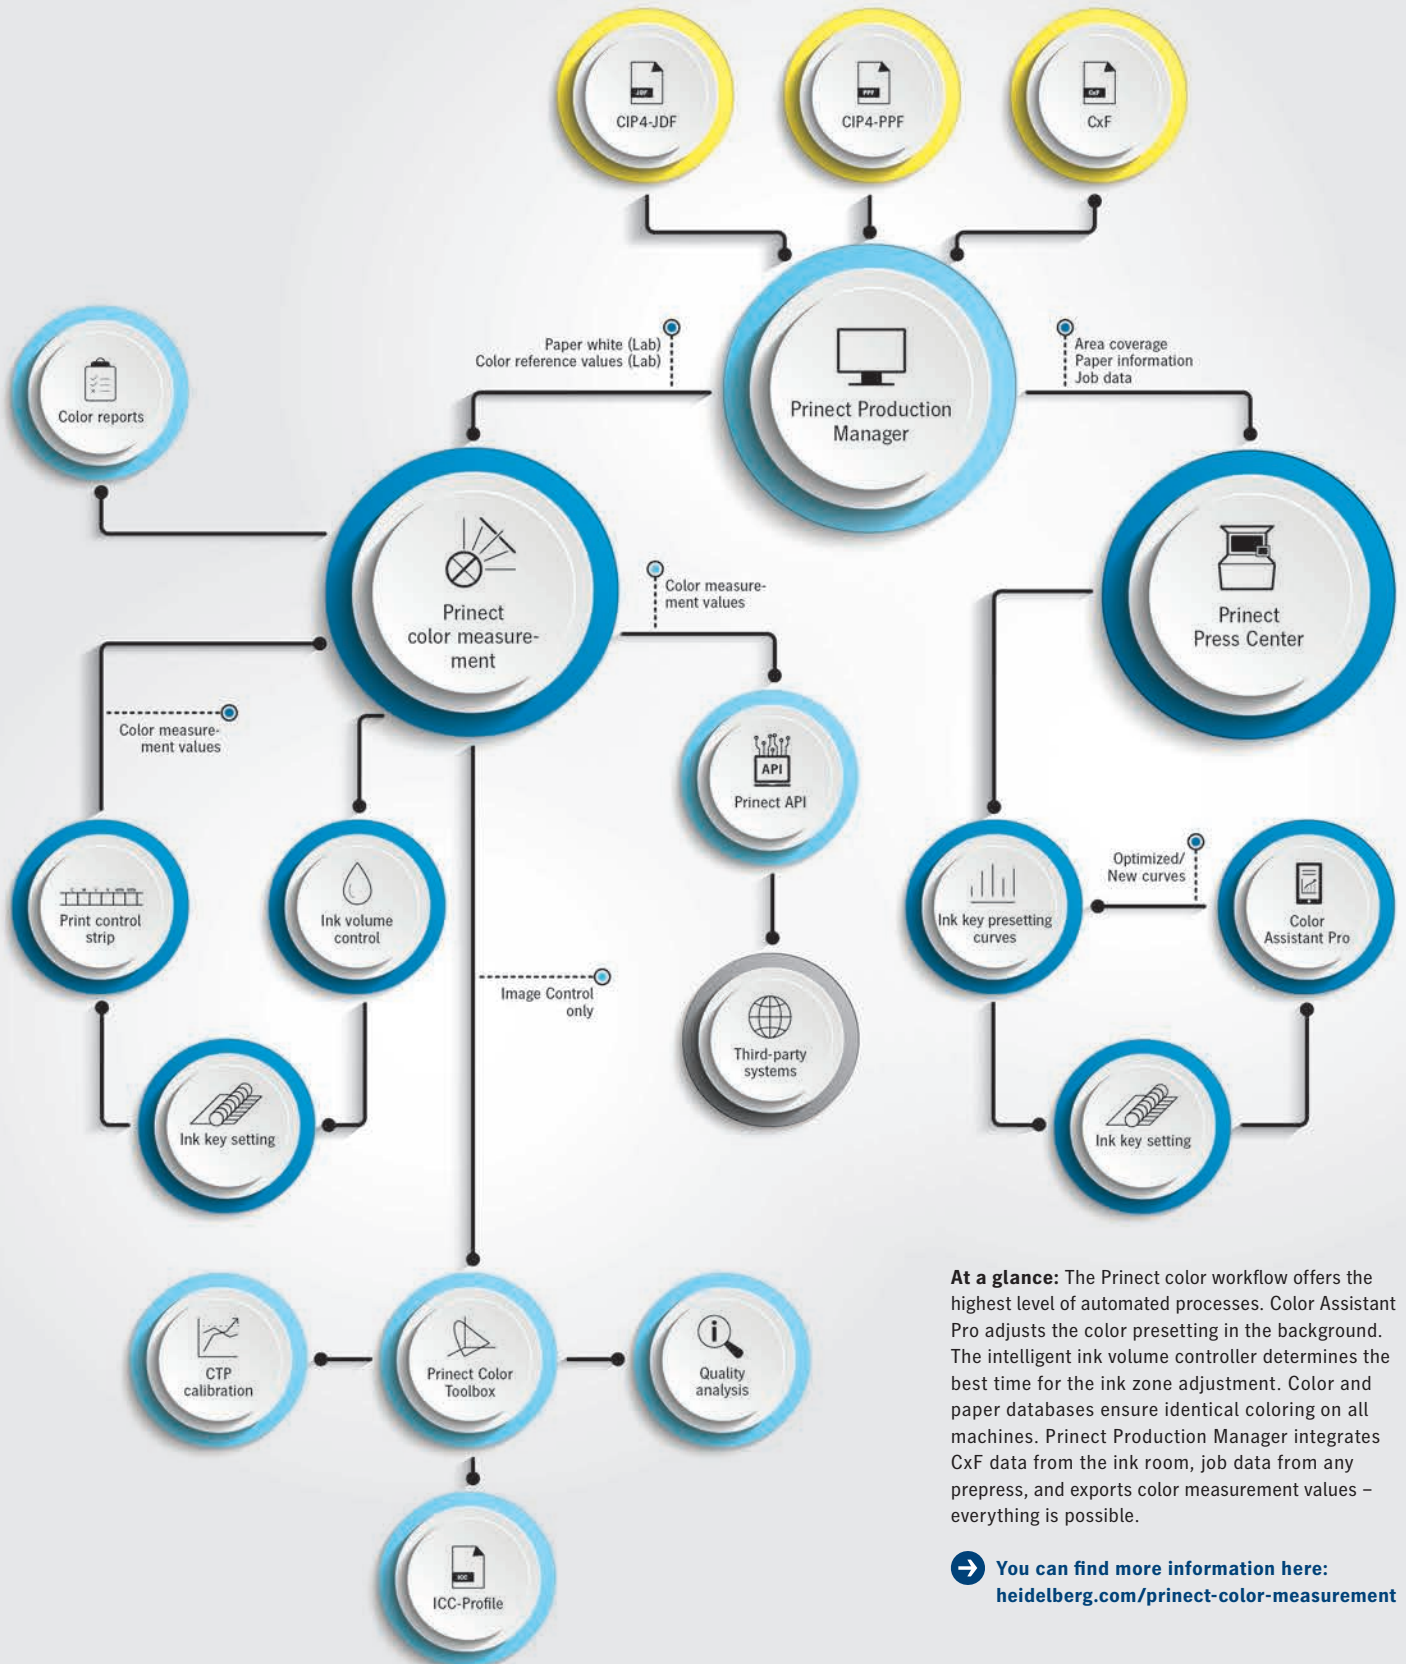 JDF
CIP4-JDF
PPF
CIP4-PPF
CxF
CxF
Paper white (Lab)
Color reference values (Lab)
Area coverage
Paper information
Job data
Prinect Production
Manager
Color reports
Prinect
color measure-
ment
Color measure-
ment values
Prinect
Press Center
Color measure-
ment values
API
Prinect API
Print control
strip
Ink volume
control
Optimized/
New curves
Ink key presetting
curves
Color
Assistant Pro
Image Control
only
Third-party
systems
Ink key setting
Ink key setting
CTP
calibration
Prinect Color
Toolbox
i
Quality
analysis
ICC
ICC-Profile
At a glance: The Prinect color workflow offers the
highest level of automated processes. Color Assistant
Pro adjusts the color presetting in the background.
The intelligent ink volume controller determines the
best time for the ink zone adjustment. Color and
paper databases ensure identical coloring on all
machines. Prinect Production Manager integrates
CxF data from the ink room, job data from any
prepress, and exports color measurement values –
everything is possible.
You can find more information here:
heidelberg.com/prinect-color-measurement